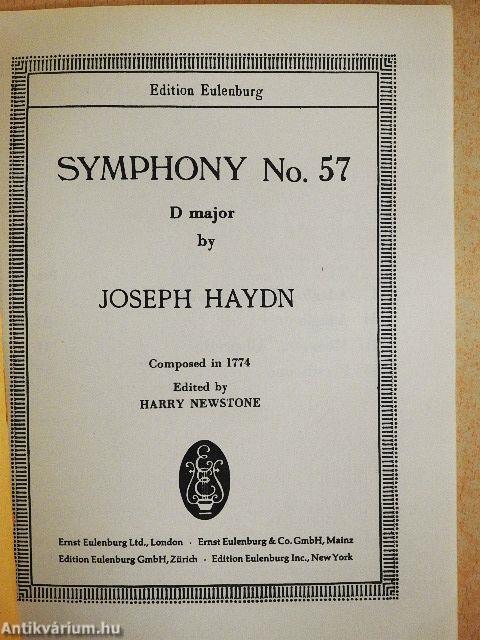 Edition Eulenburg
SYMPHONY No. 57
D major
by
JOSEPH HAYDN
Composed in 1774
Edited by
HARRY NEWSTONE
Ernst Eulenburg Ltd., London · Ernst Eulenburg & Co. GmbH, Mainz
Edition Eulenburg GmbH, Zürich · Edition Eulenburg Inc., New York
Antikvárium.hu